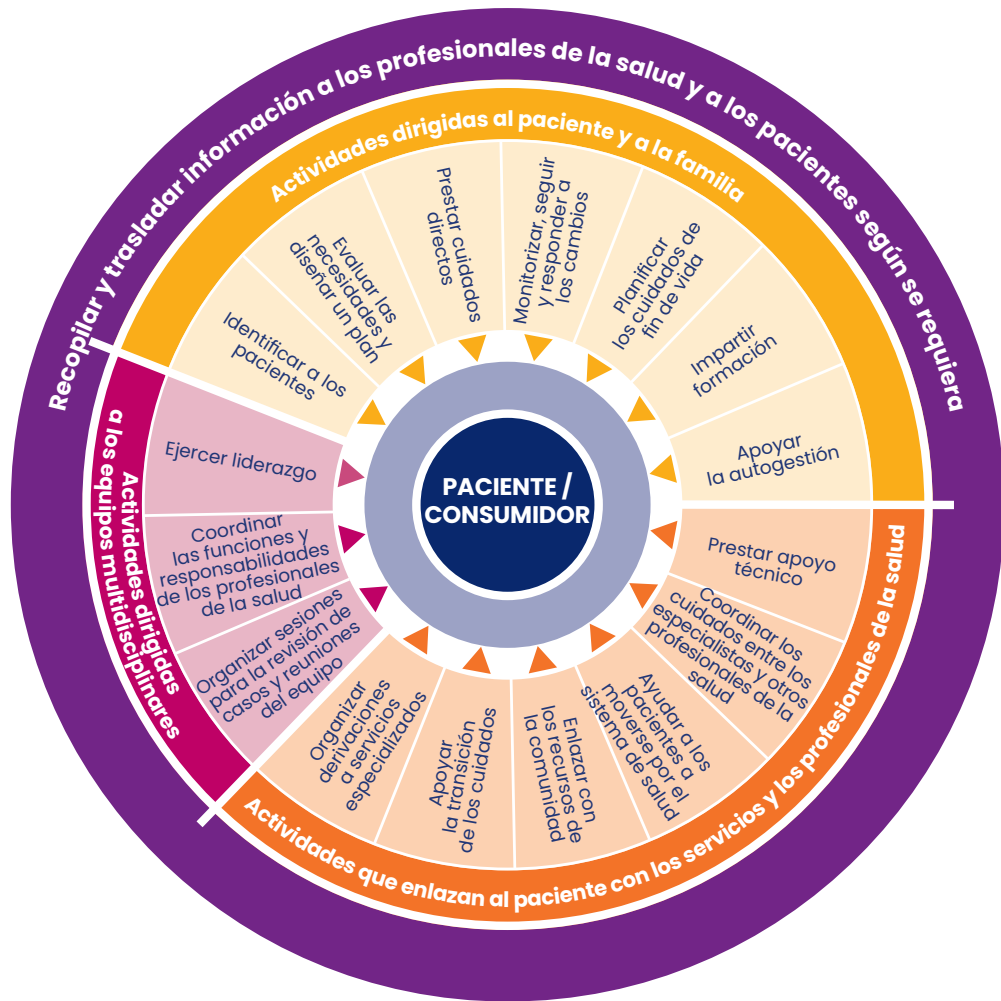 Recopilar y trasladar información a los profesionales de la salud y a los pacientes según se requiera
Actividades dirigidas al paciente y a la familia
Identificar a los
pacientes
Evaluar las
necesidades y
diseñar un plan
Prestar cuidados
directos
Monitorizar, seguir
y responder a
los cambios
Planificar
los cuidados de
fin de vida
Impartir
formación
Apoyar
la autogestión
Actividades que enlazan al paciente con los servicios y los profesionales de la salud
Prestar apoyo
técnico
Coordinar los
cuidados entre los
especialistas y otros
profesionales de la
salud
Ayudar a los
pacientes a
moverse por el
sistema de salud
Enlazar con
los recursos de
la comunidad
Apoyar
la transición
de los cuidados
Organizar
derivaciones
a servicios
especializados
Actividades dirigidas
a los equipos multidisciplinares
Organizar sesiones
para la revisión de
casos y reuniones
del equipo
Coordinar
las funciones y
responsabilidades
de los profesionales
de la salud
Ejercer liderazgo
PACIENTE /
CONSUMIDOR